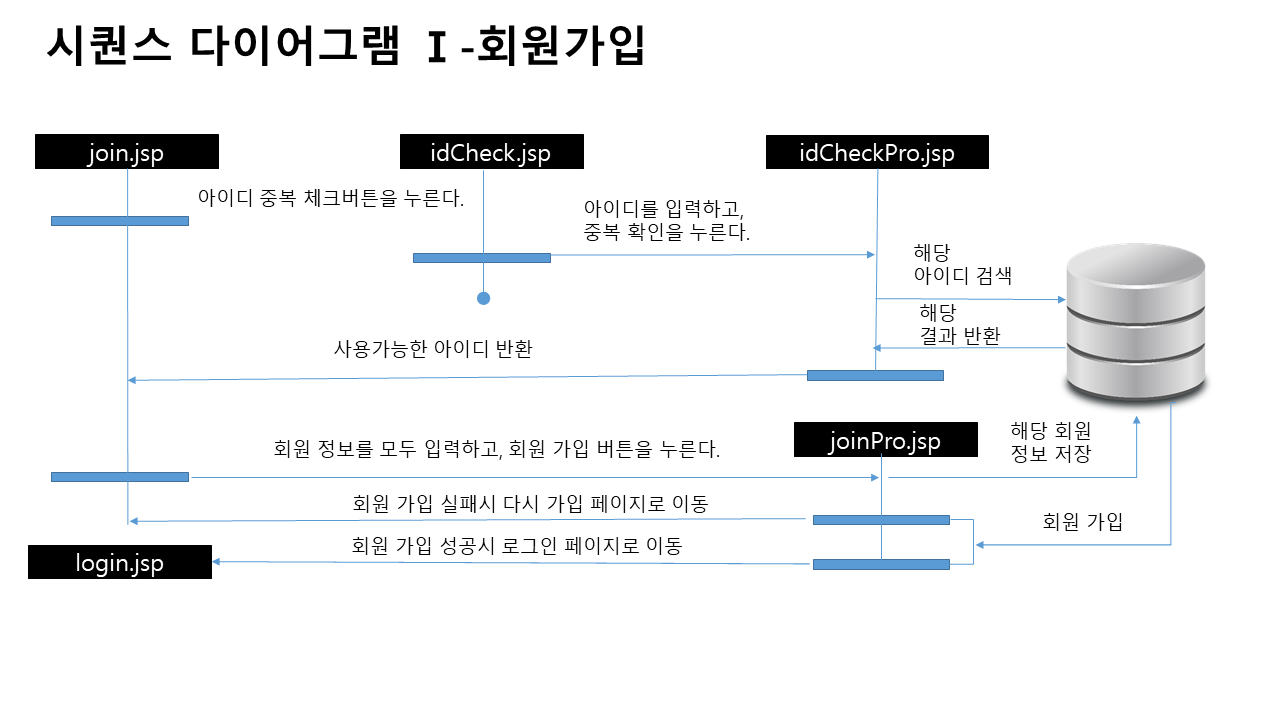 시퀀스 다이어그램 Ⅰ-회원가입
join.jsp
idCheck.jsp
idCheckPro.jsp
아이디 중복 체크버튼을 누른다.
아이디를 입력하고,
중복 확인을 누른다.
해당
아이디 검색
해당
결과 반환
사용가능한 아이디 반환
joinPro.jsp
해당 회원
정보 저장
회원 정보를 모두 입력하고, 회원 가입 버튼을 누른다.
회원 가입 실패시 다시 가입 페이지로 이동
회원 가입
회원 가입 성공시 로그인 페이지로 이동
login.jsp